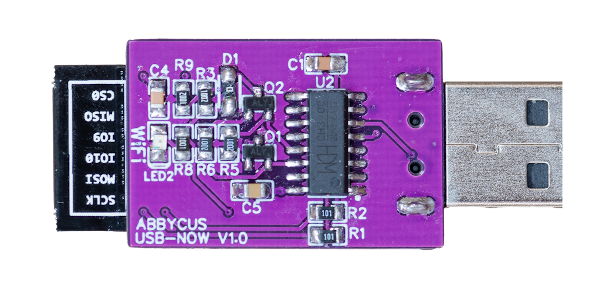 R9
D1
C4
R3
C1
Q2
U2
CS0
MISO
IO9
IO10
MOSI
SCLK
WiFi
Q1
LED2
R8
R6
R5
C5
R2
101
R1
101
ABBYCUS
USB-NOW V1.0